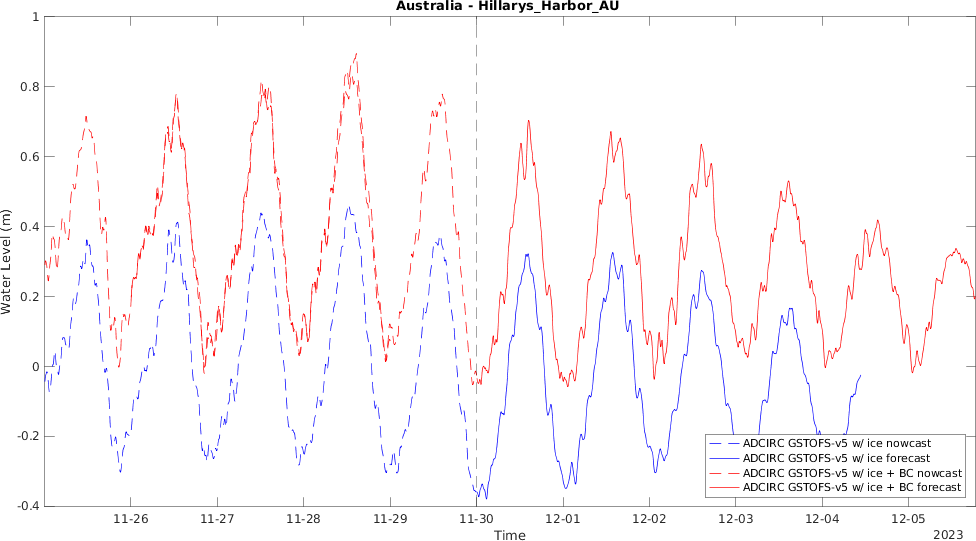 Australia - Hillarys_Harbor_AU
Water Level (m)
1
0.8
0.6
0.4
0.2
0
-0.2
-0.4
ADCIRC GSTOFS-v5 w/ ice nowcast
ADCIRC GSTOFS-v5 w/ ice forecast
ADCIRC GSTOFS-v5 w/ ice + BC nowcast
ADCIRC GSTOFS-v5 w/ ice + BC forecast
11-26 11-27 11-28 11-29 11-30 12-01 12-02 12-03 12-04 12-05
Time
2023